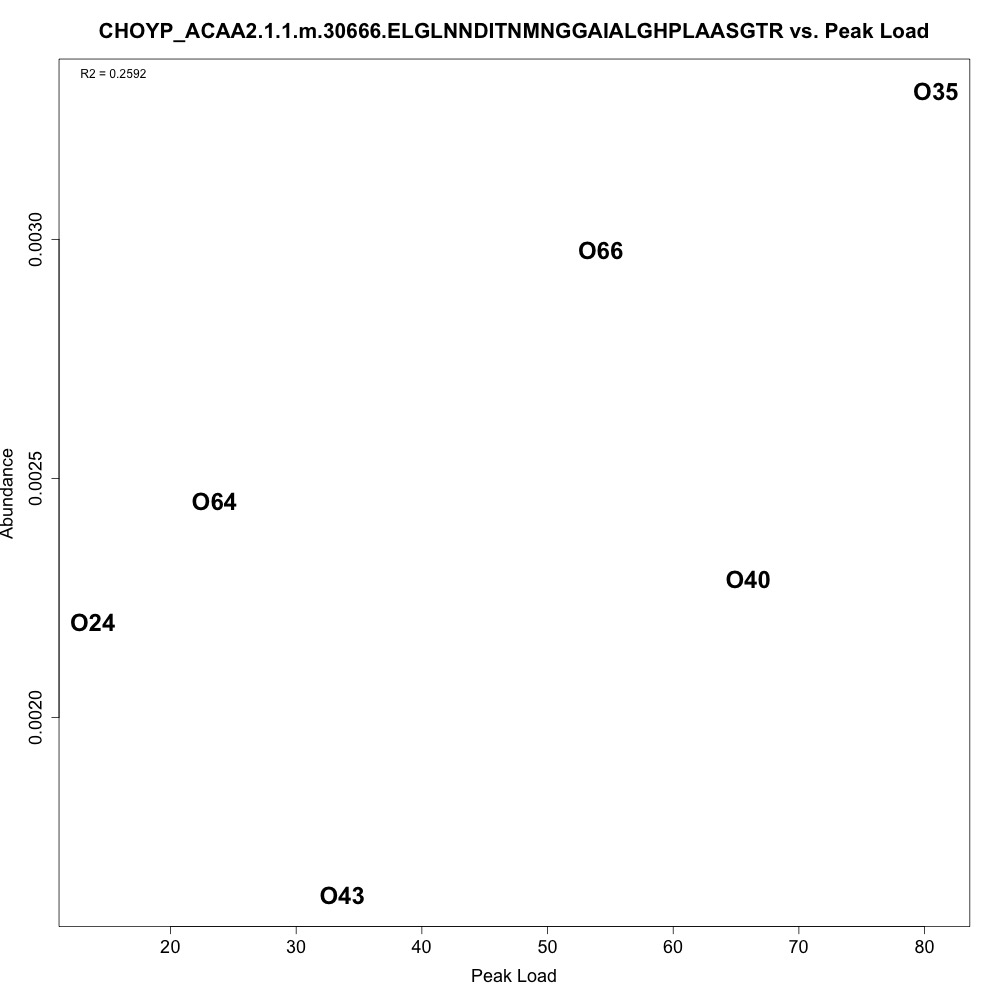 CHOYP_ACAA2.1.1.m.30666.ELGLNNDITNMNGGAIALGHPLAASGTR vs. Peak Load
R2 = 0.2592
O35
O66
O64
O40
O24
O43
Abundance
0.0030
0.0025
0.0020
20 30 40 50 60 70 80
Peak Load